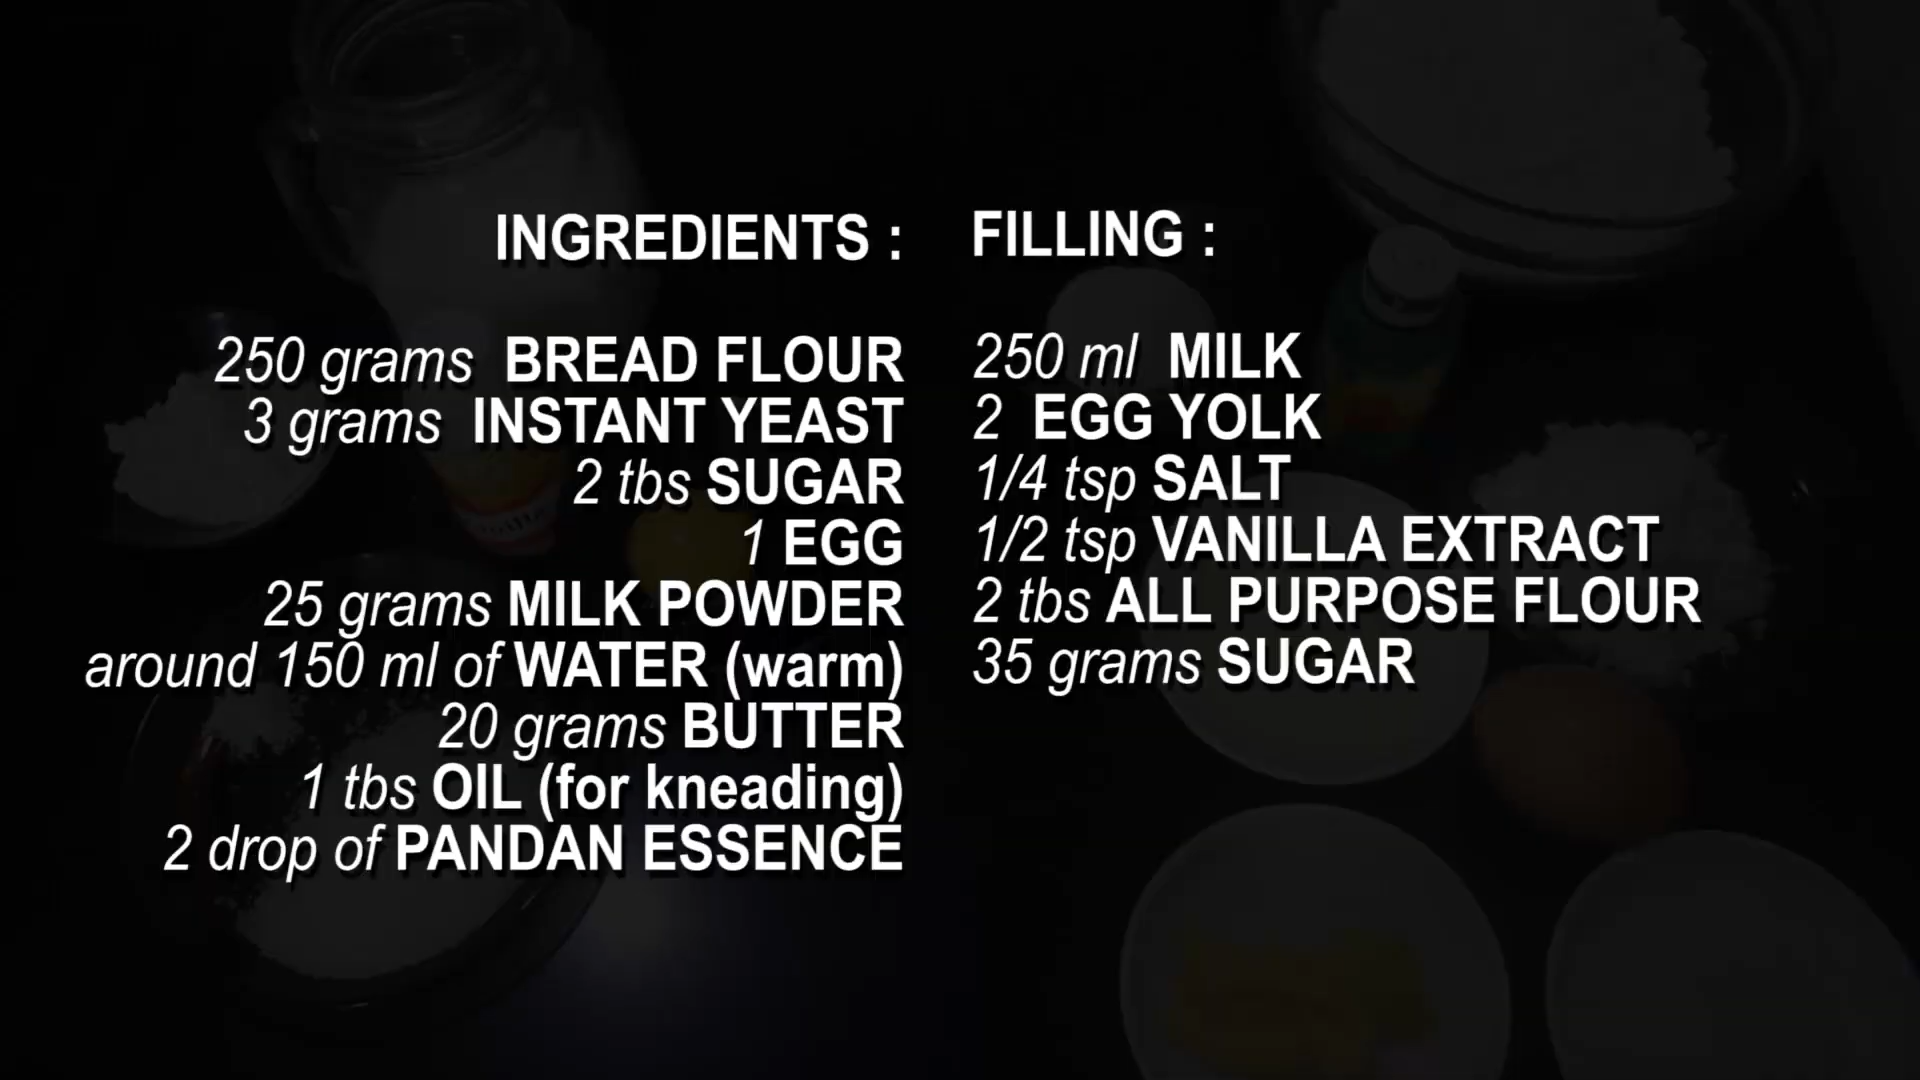 INGREDIENTS :
250 grams BREAD FLOUR
3 grams INSTANT YEAST
2 tbs SUGAR
1 EGG
25 grams MILK POWDER
around 150 ml of WATER (warm)
20 grams BUTTER
1 tbs OIL (for kneading)
2 drop of PANDAN ESSENCE
FILLING :
250 ml MILK
2 EGG YOLK
1/4 tsp SALT
1/2 tsp VANILLA EXTRACT
2 tbs ALL PURPOSE FLOUR
35 grams SUGAR